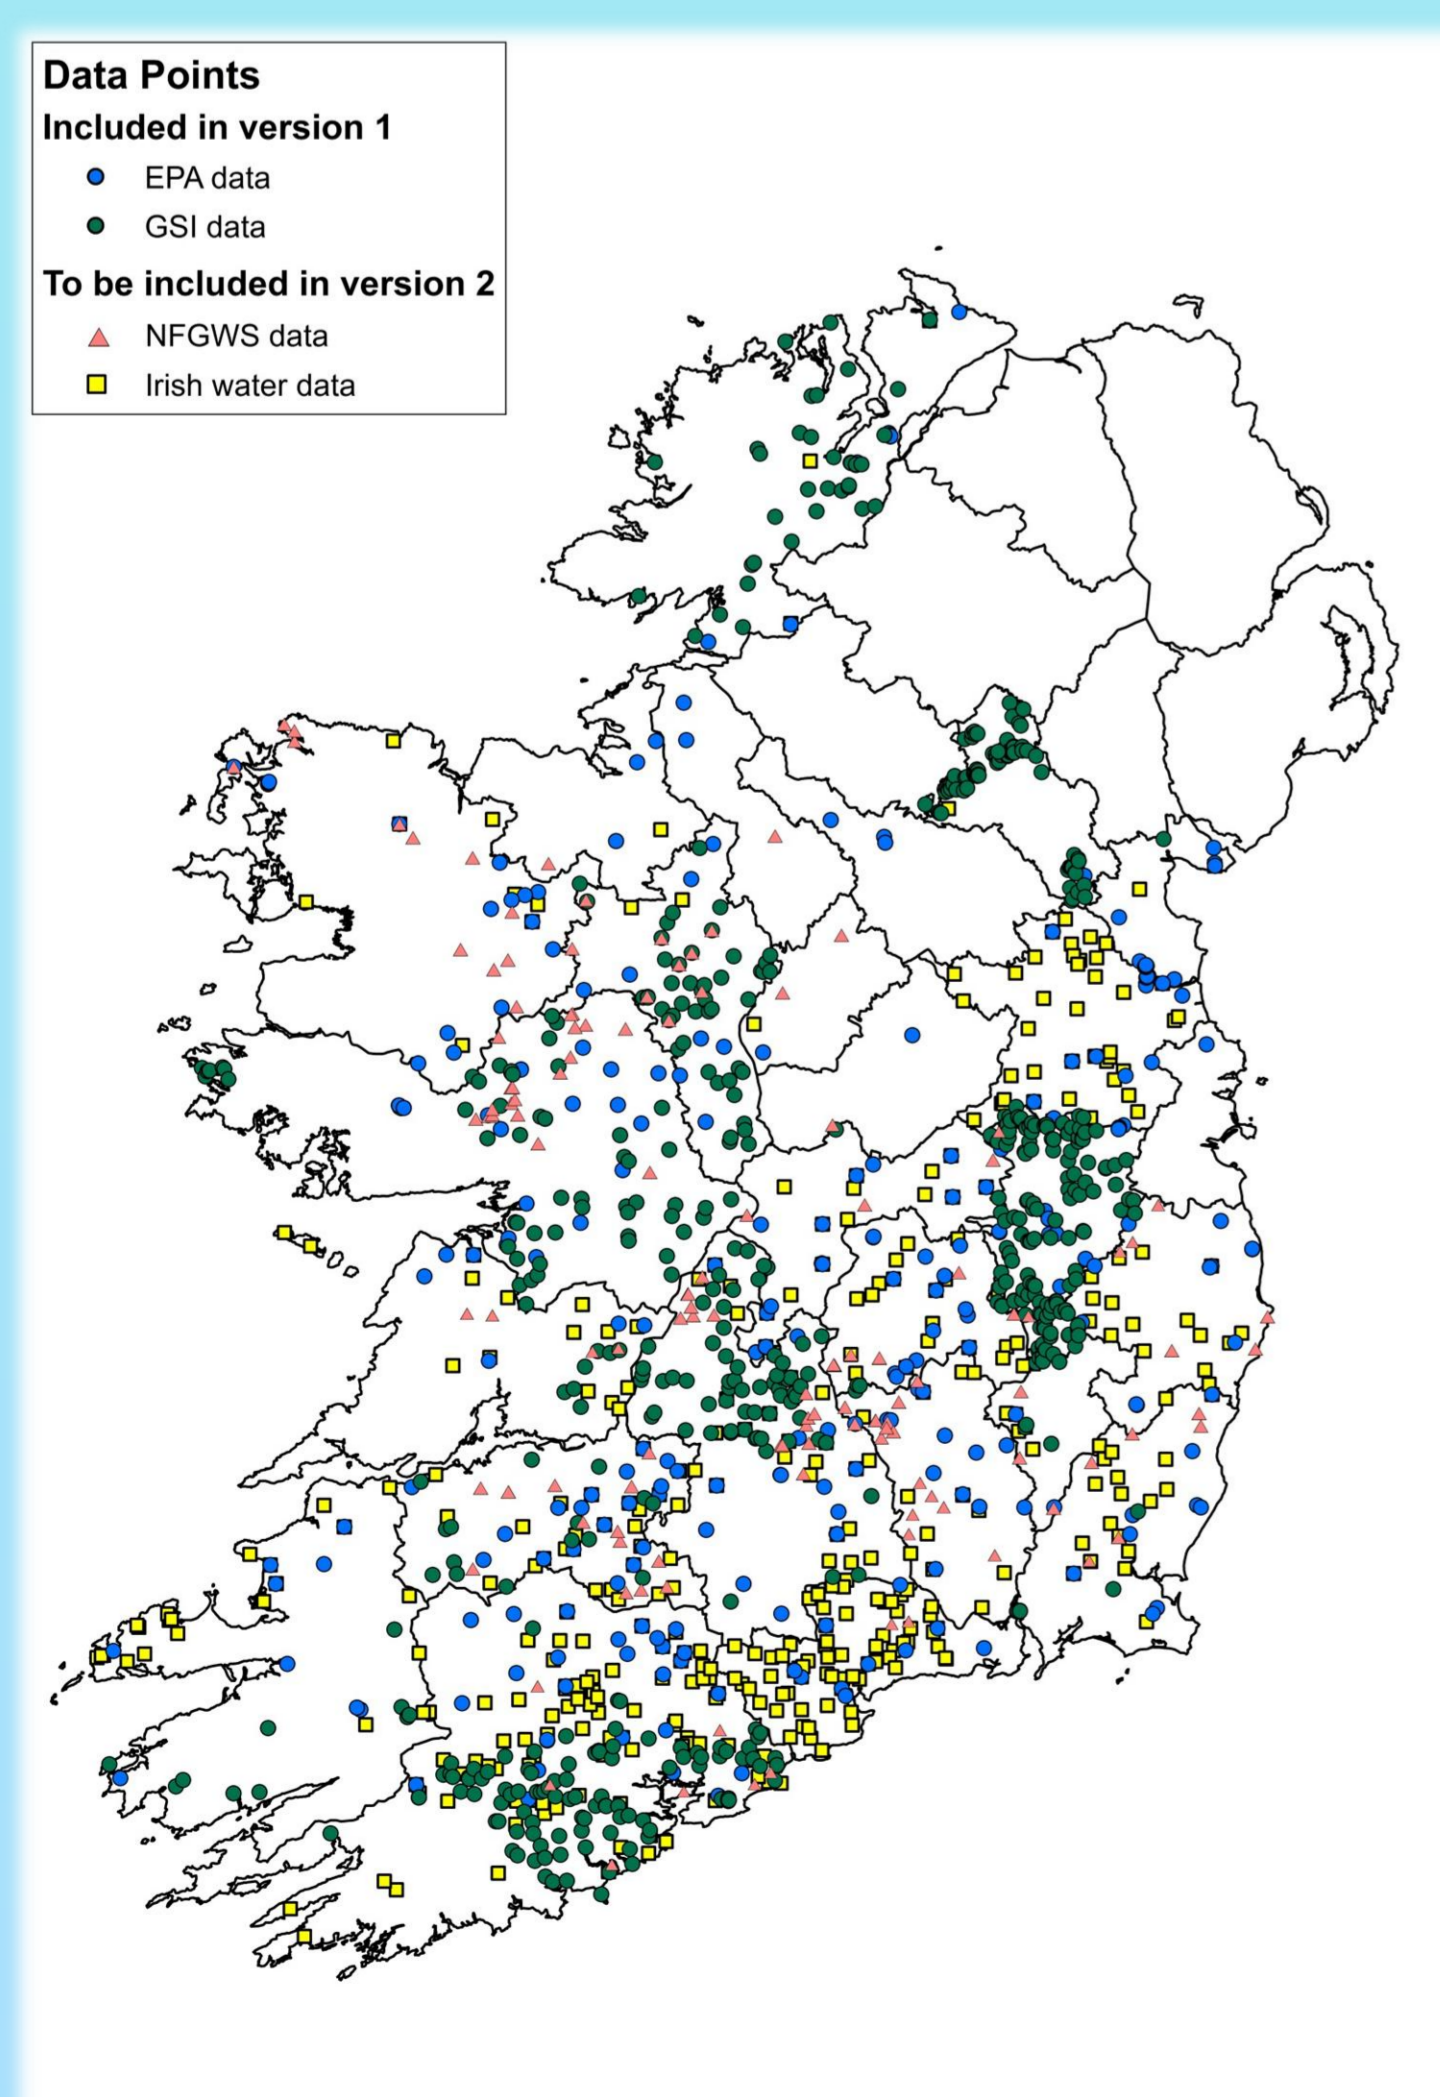 Data Points
Included in version 1
EPA data
GSI data
To be included in version 2
NFGWS data
Irish water data